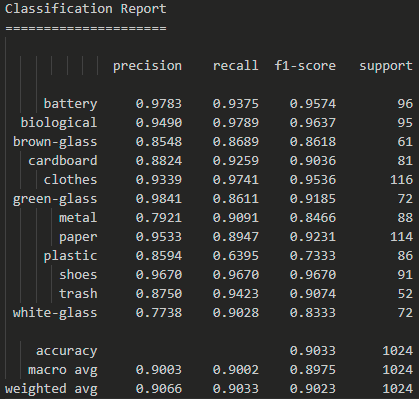 Classification Report
=====================
precision recall f1-score support
battery 0.9783 0.9375 0.9574 96
biological 0.9490 0.9789 0.9637 95
brown-glass 0.8548 0.8689 0.8618 61
cardboard 0.8824 0.9259 0.9036 81
clothes 0.9339 0.9741 0.9536 116
green-glass 0.9841 0.8611 0.9185 72
metal 0.7921 0.9091 0.8466 88
paper 0.9533 0.8947 0.9231 114
plastic 0.8594 0.6395 0.7333 86
shoes 0.9670 0.9670 0.9670 91
trash 0.8750 0.9423 0.9074 52
white-glass 0.7738 0.9028 0.8333 72
accuracy 0.9033 1024
macro avg 0.9003 0.9002 0.8975 1024
weighted avg 0.9066 0.9033 0.9023 1024